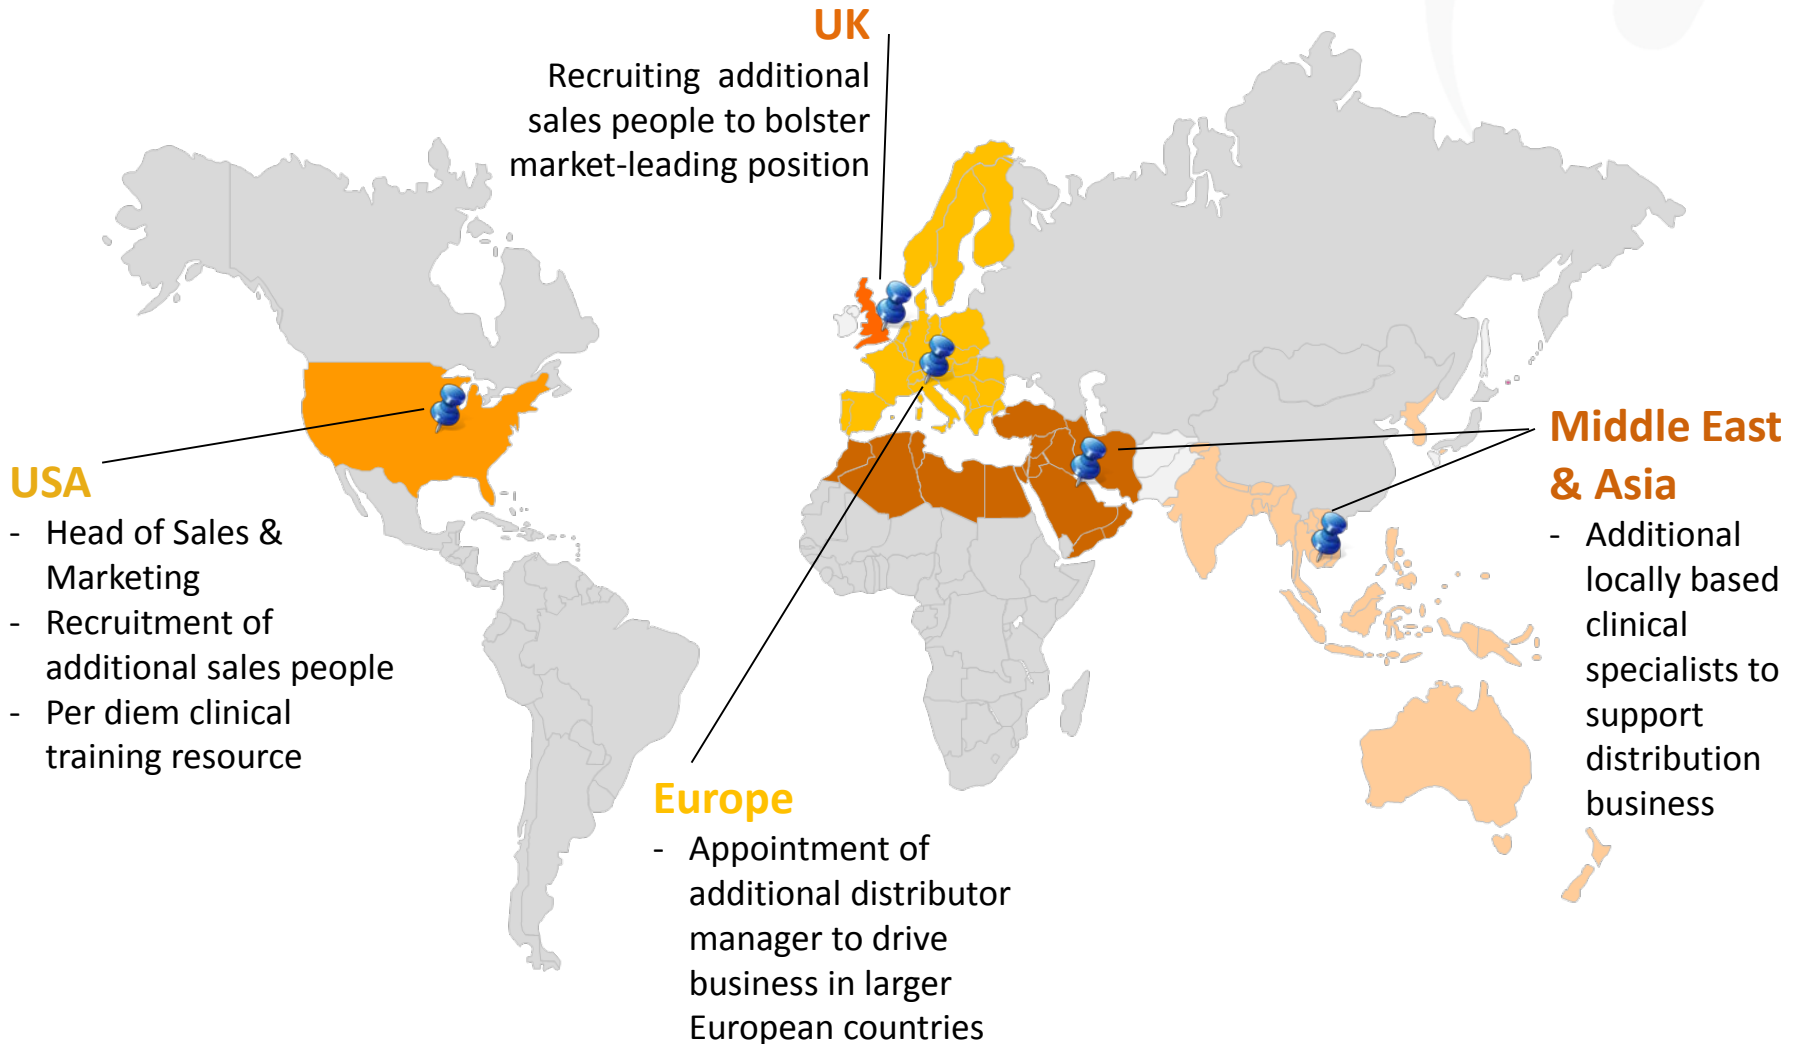 UK
Recruiting additional
sales people to bolster
market-leading position
USA
- Head of Sales &
Marketing
- Recruitment of
additional sales people
- Per diem clinical
training resource
Europe
- Appointment of
additional distributor
manager to drive
business in larger
European countries
Middle East
& Asia
- Additional
locally based
clinical
specialists to
support
distribution
business